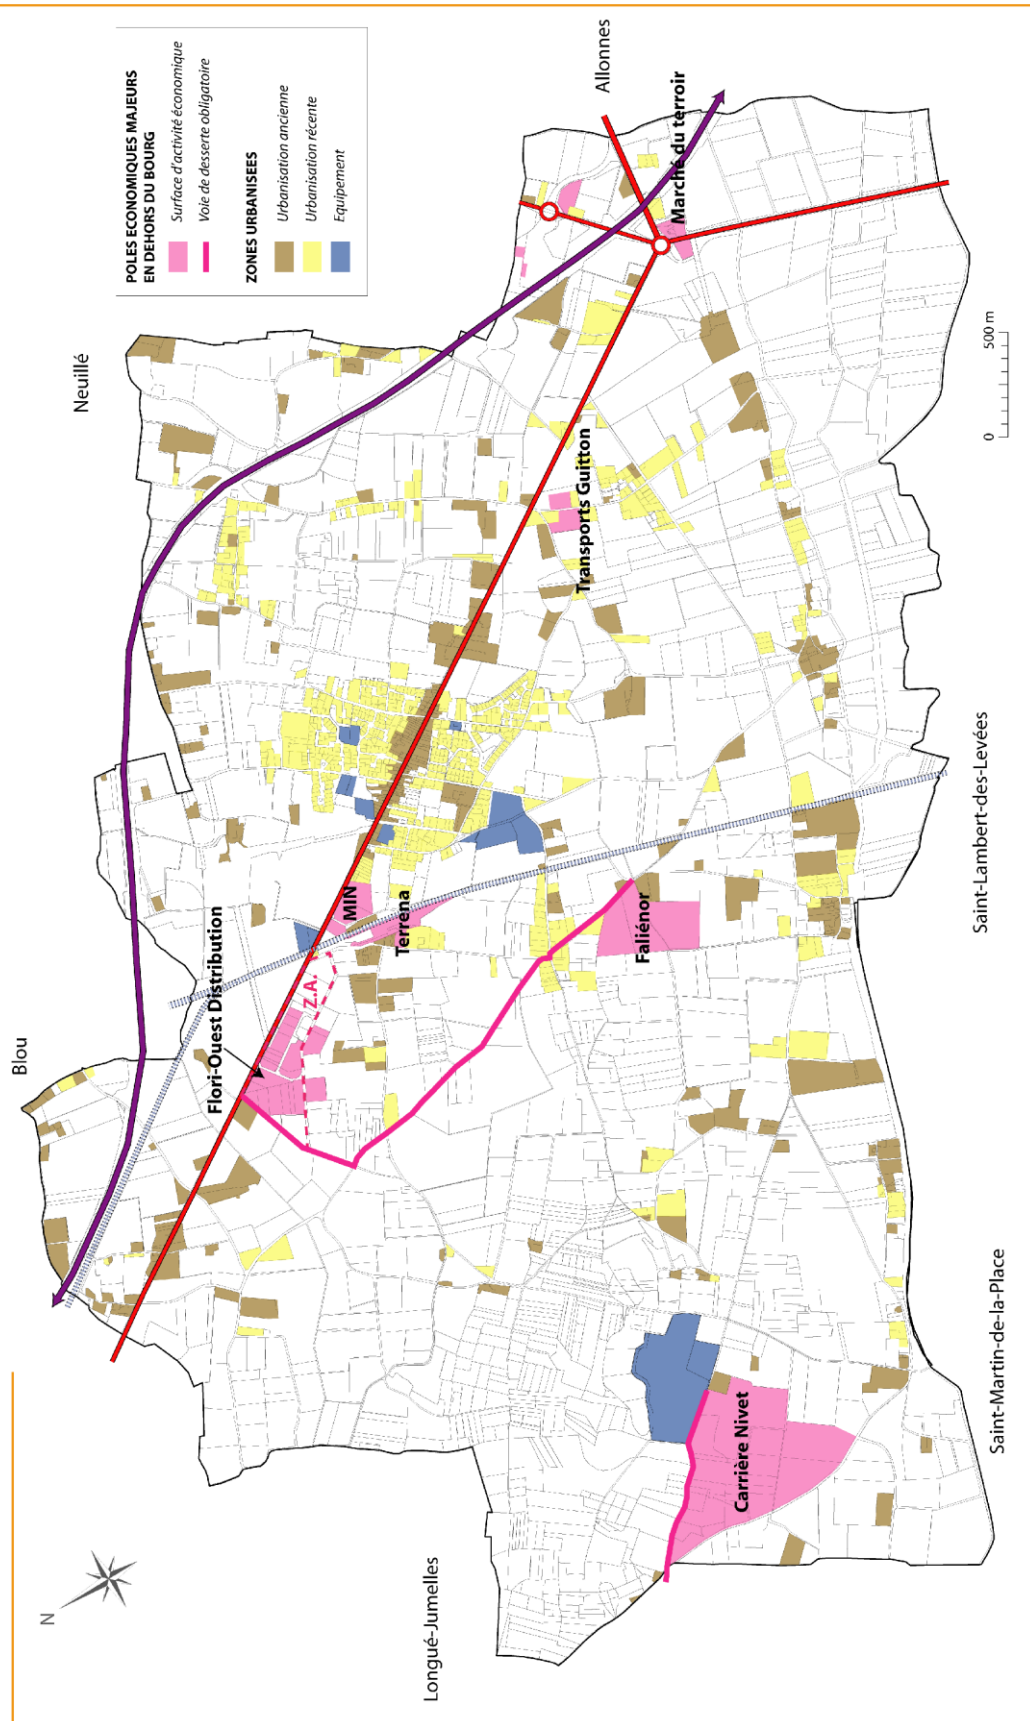 POLES ECONOMIQUES MAJEURS
EN DEHORS DU BOURG
Surface d'activité économique
Voie de desserte obligatoire
ZONES URBANISEES
Urbanisation ancienne
Urbanisation récente
Equipement
Blou
Neuillé
Allonnes
Longué-Jumelles
Saint-Martin-de-la-Place
Saint-Lambert-des-Levées
Flori-Ouest Distribution
Z.A.
MIN
Terrena
Faliénor
Transports Guitton
Marché du terroir
Carrière Nivet
N
0
500 m